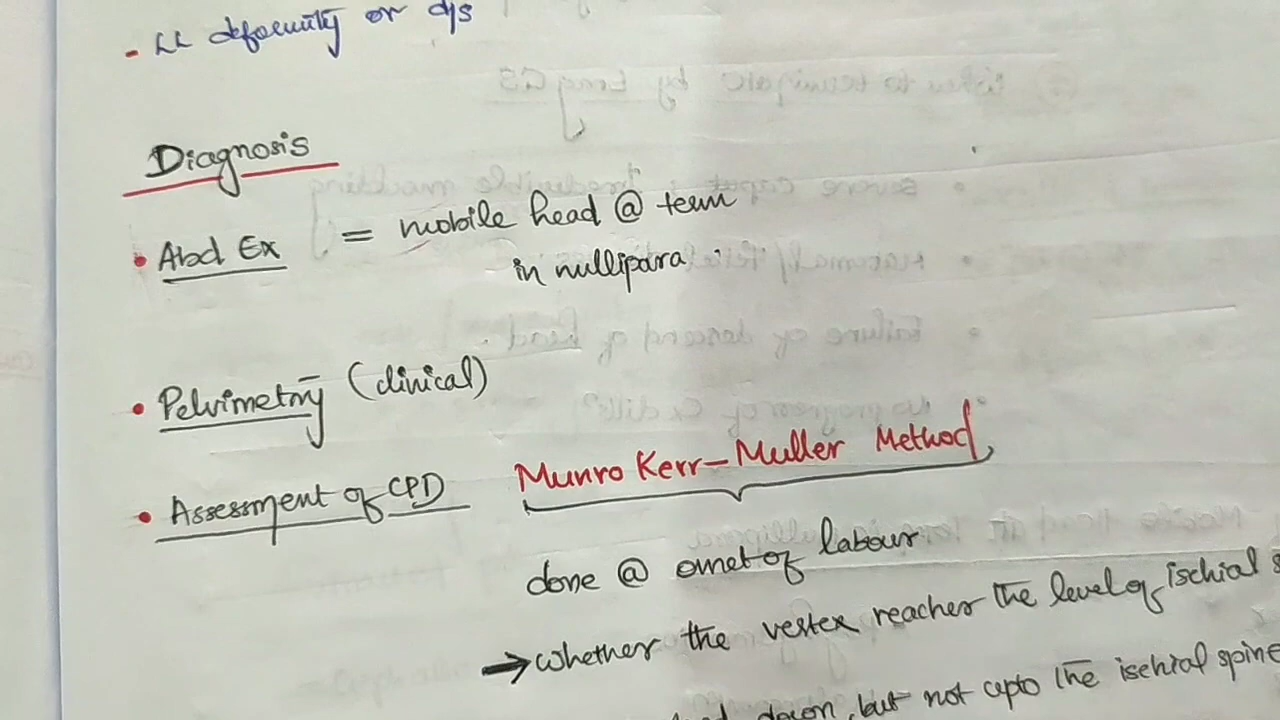 • LL deformity or d/s
Diagnosis
• Abd Ex = mobile head @ term
in nullipara
• Pelvimetry (clinical)
• Assessment of CPD Munro Kerr-Muller Method
done @ onset of labour
→ whether the vertex reaches the level of ischial
down, but not upto the ischial spine